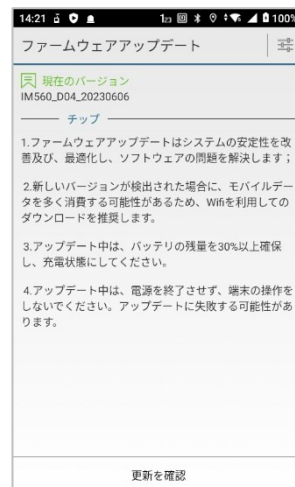 14:21 100%
ファームウェアアップデート
現在のバージョン
IM560_D04_20230606
チップ
1.ファームウェアアップデートはシステムの安定性を改
善及び、最適化し、ソフトウェアの問題を解決します；
2.新しいバージョンが検出された場合に、モバイルデー
タを多く消費する可能性があるため、Wifiを利用しての
ダウンロードを推奨します。
3.アップデート中は、バッテリの残量を30%以上確保
し、充電状態にしてください。
4.アップデート中は、電源を終了させず、端末の操作を
しないでください。アップデートに失敗する可能性があ
ります。
更新を確認